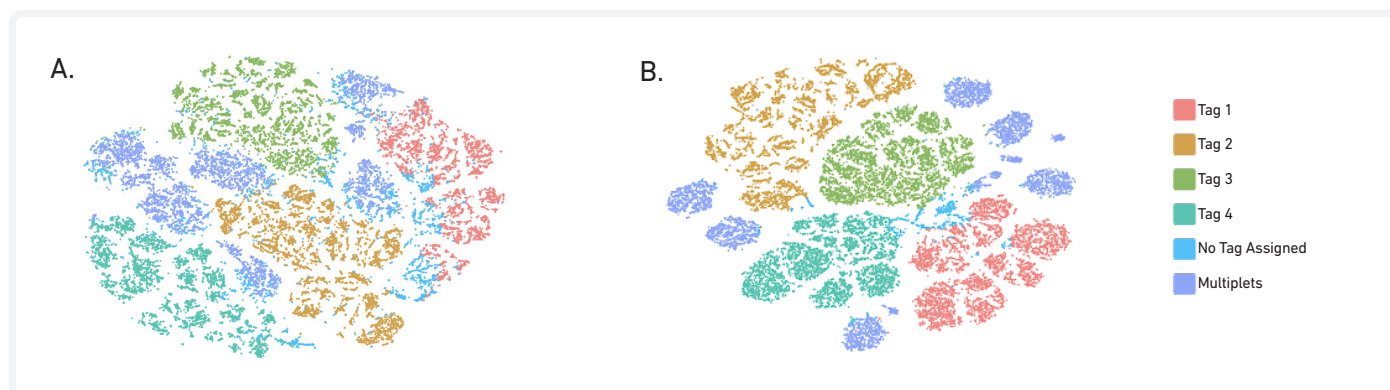 A.
B.
Tag 1
Tag 2
Tag 3
Tag 4
No Tag Assigned
Multiplets